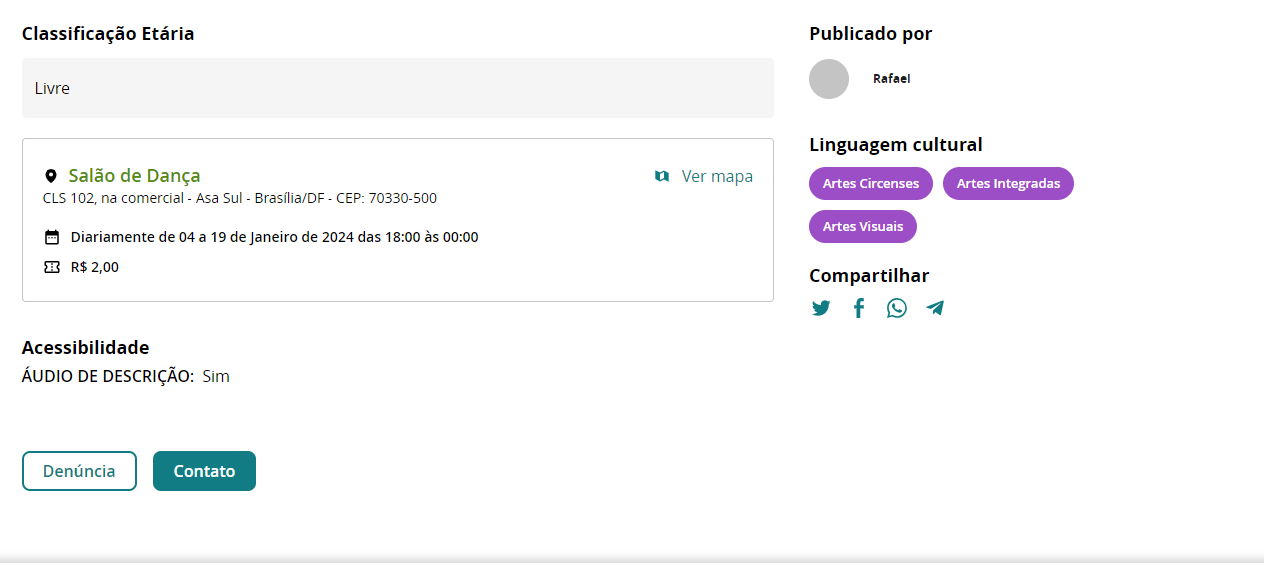 Classificação Etária
Livre
Salão de Dança
Ver mapa
CLS 102, na comercial - Asa Sul - Brasília/DF - CEP: 70330-500
Diariamente de 04 a 19 de Janeiro de 2024 das 18:00 às 00:00
R$ 2,00
Acessibilidade
ÁUDIO DE DESCRIÇÃO: Sim
Denúncia
Contato
Publicado por
Rafael
Linguagem cultural
Artes Circenses
Artes Integradas
Artes Visuais
Compartilhar